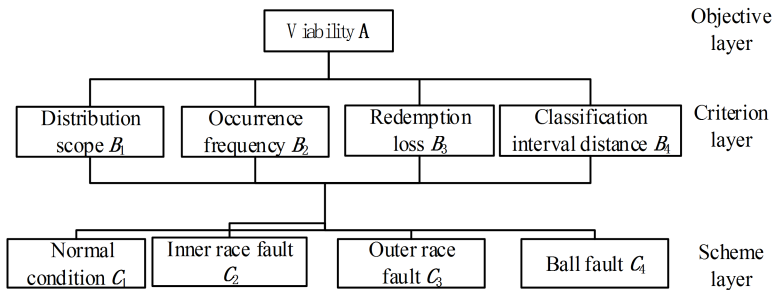 Viability A
Objective
layer
Distribution
scope B1
Occurrence
frequency B2
Redemption
loss B3
Classification
interval distance B4
Criterion
layer
Normal
condition C1
Inner race fault
C2
Outer race
fault C3
Ball fault C4
Scheme
layer